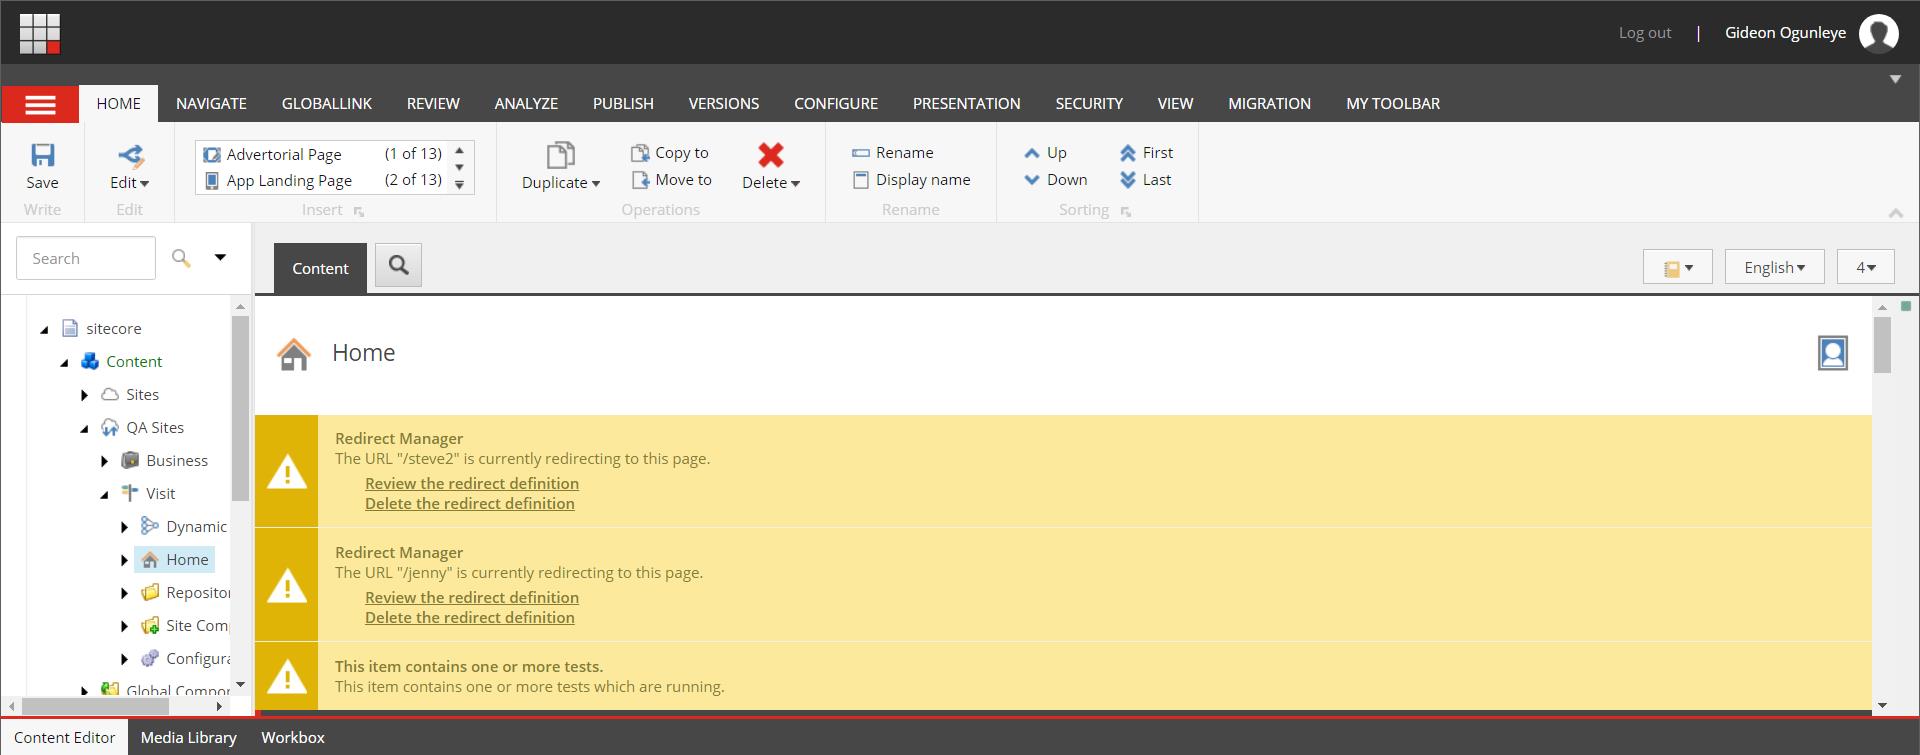 Log out | Gideon Ogunleye
HOME NAVIGATE GLOBALLINK REVIEW ANALYZE PUBLISH VERSIONS CONFIGURE PRESENTATION SECURITY VIEW MIGRATION MY TOOLBAR
Save
Write
Edit
Edit
Advertorial Page (1 of 13)
App Landing Page (2 of 13)
Insert
Duplicate
Copy to
Move to
Delete
Operations
Rename
Display name
Rename
Up
Down
First
Last
Sorting
Search
sitecore
Content
Sites
QA Sites
Business
Visit
Dynamic
Home
Repositor
Site Com
Configura
Global Compor
Content
English
4
Home
Redirect Manager
The URL "/steve2" is currently redirecting to this page.
Review the redirect definition
Delete the redirect definition
Redirect Manager
The URL "/jenny" is currently redirecting to this page.
Review the redirect definition
Delete the redirect definition
This item contains one or more tests.
This item contains one or more tests which are running.
Content Editor Media Library Workbox